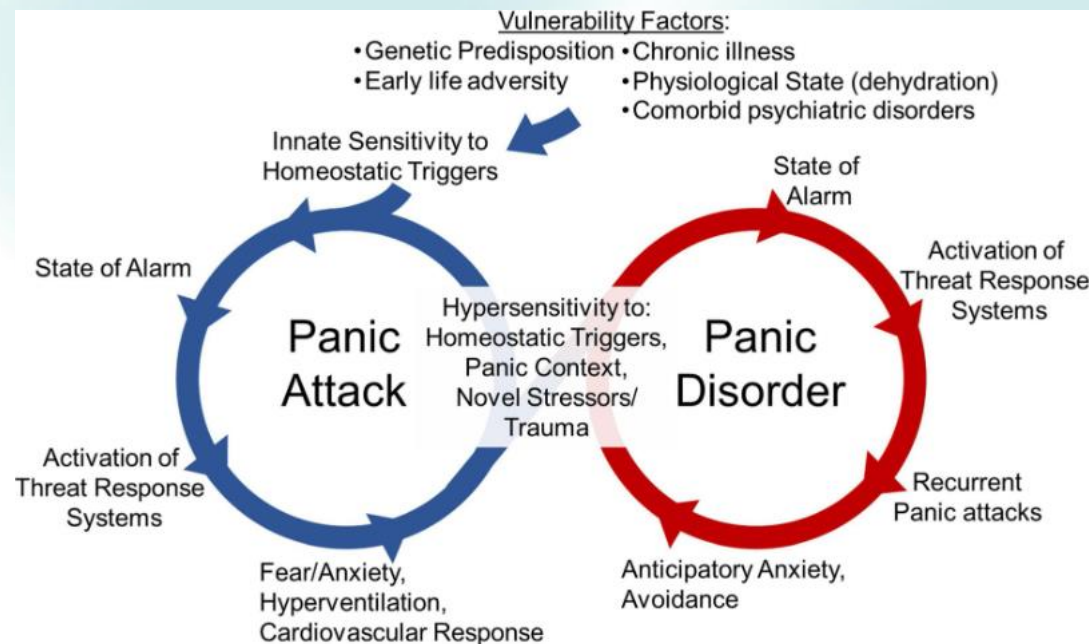 Vulnerability Factors:
•Genetic Predisposition
•Early life adversity
•Chronic illness
•Physiological State (dehydration)
•Comorbid psychiatric disorders
Innate Sensitivity to
Homeostatic Triggers
State of Alarm
Panic
Attack
Activation of
Threat Response
Systems
Fear/Anxiety,
Hyperventilation,
Cardiovascular Response
Hypersensitivity to:
Homeostatic Triggers,
Panic Context,
Novel Stressors/
Trauma
State of
Alarm
Activation of
Threat Response
Systems
Panic
Disorder
Recurrent
Panic attacks
Anticipatory Anxiety,
Avoidance